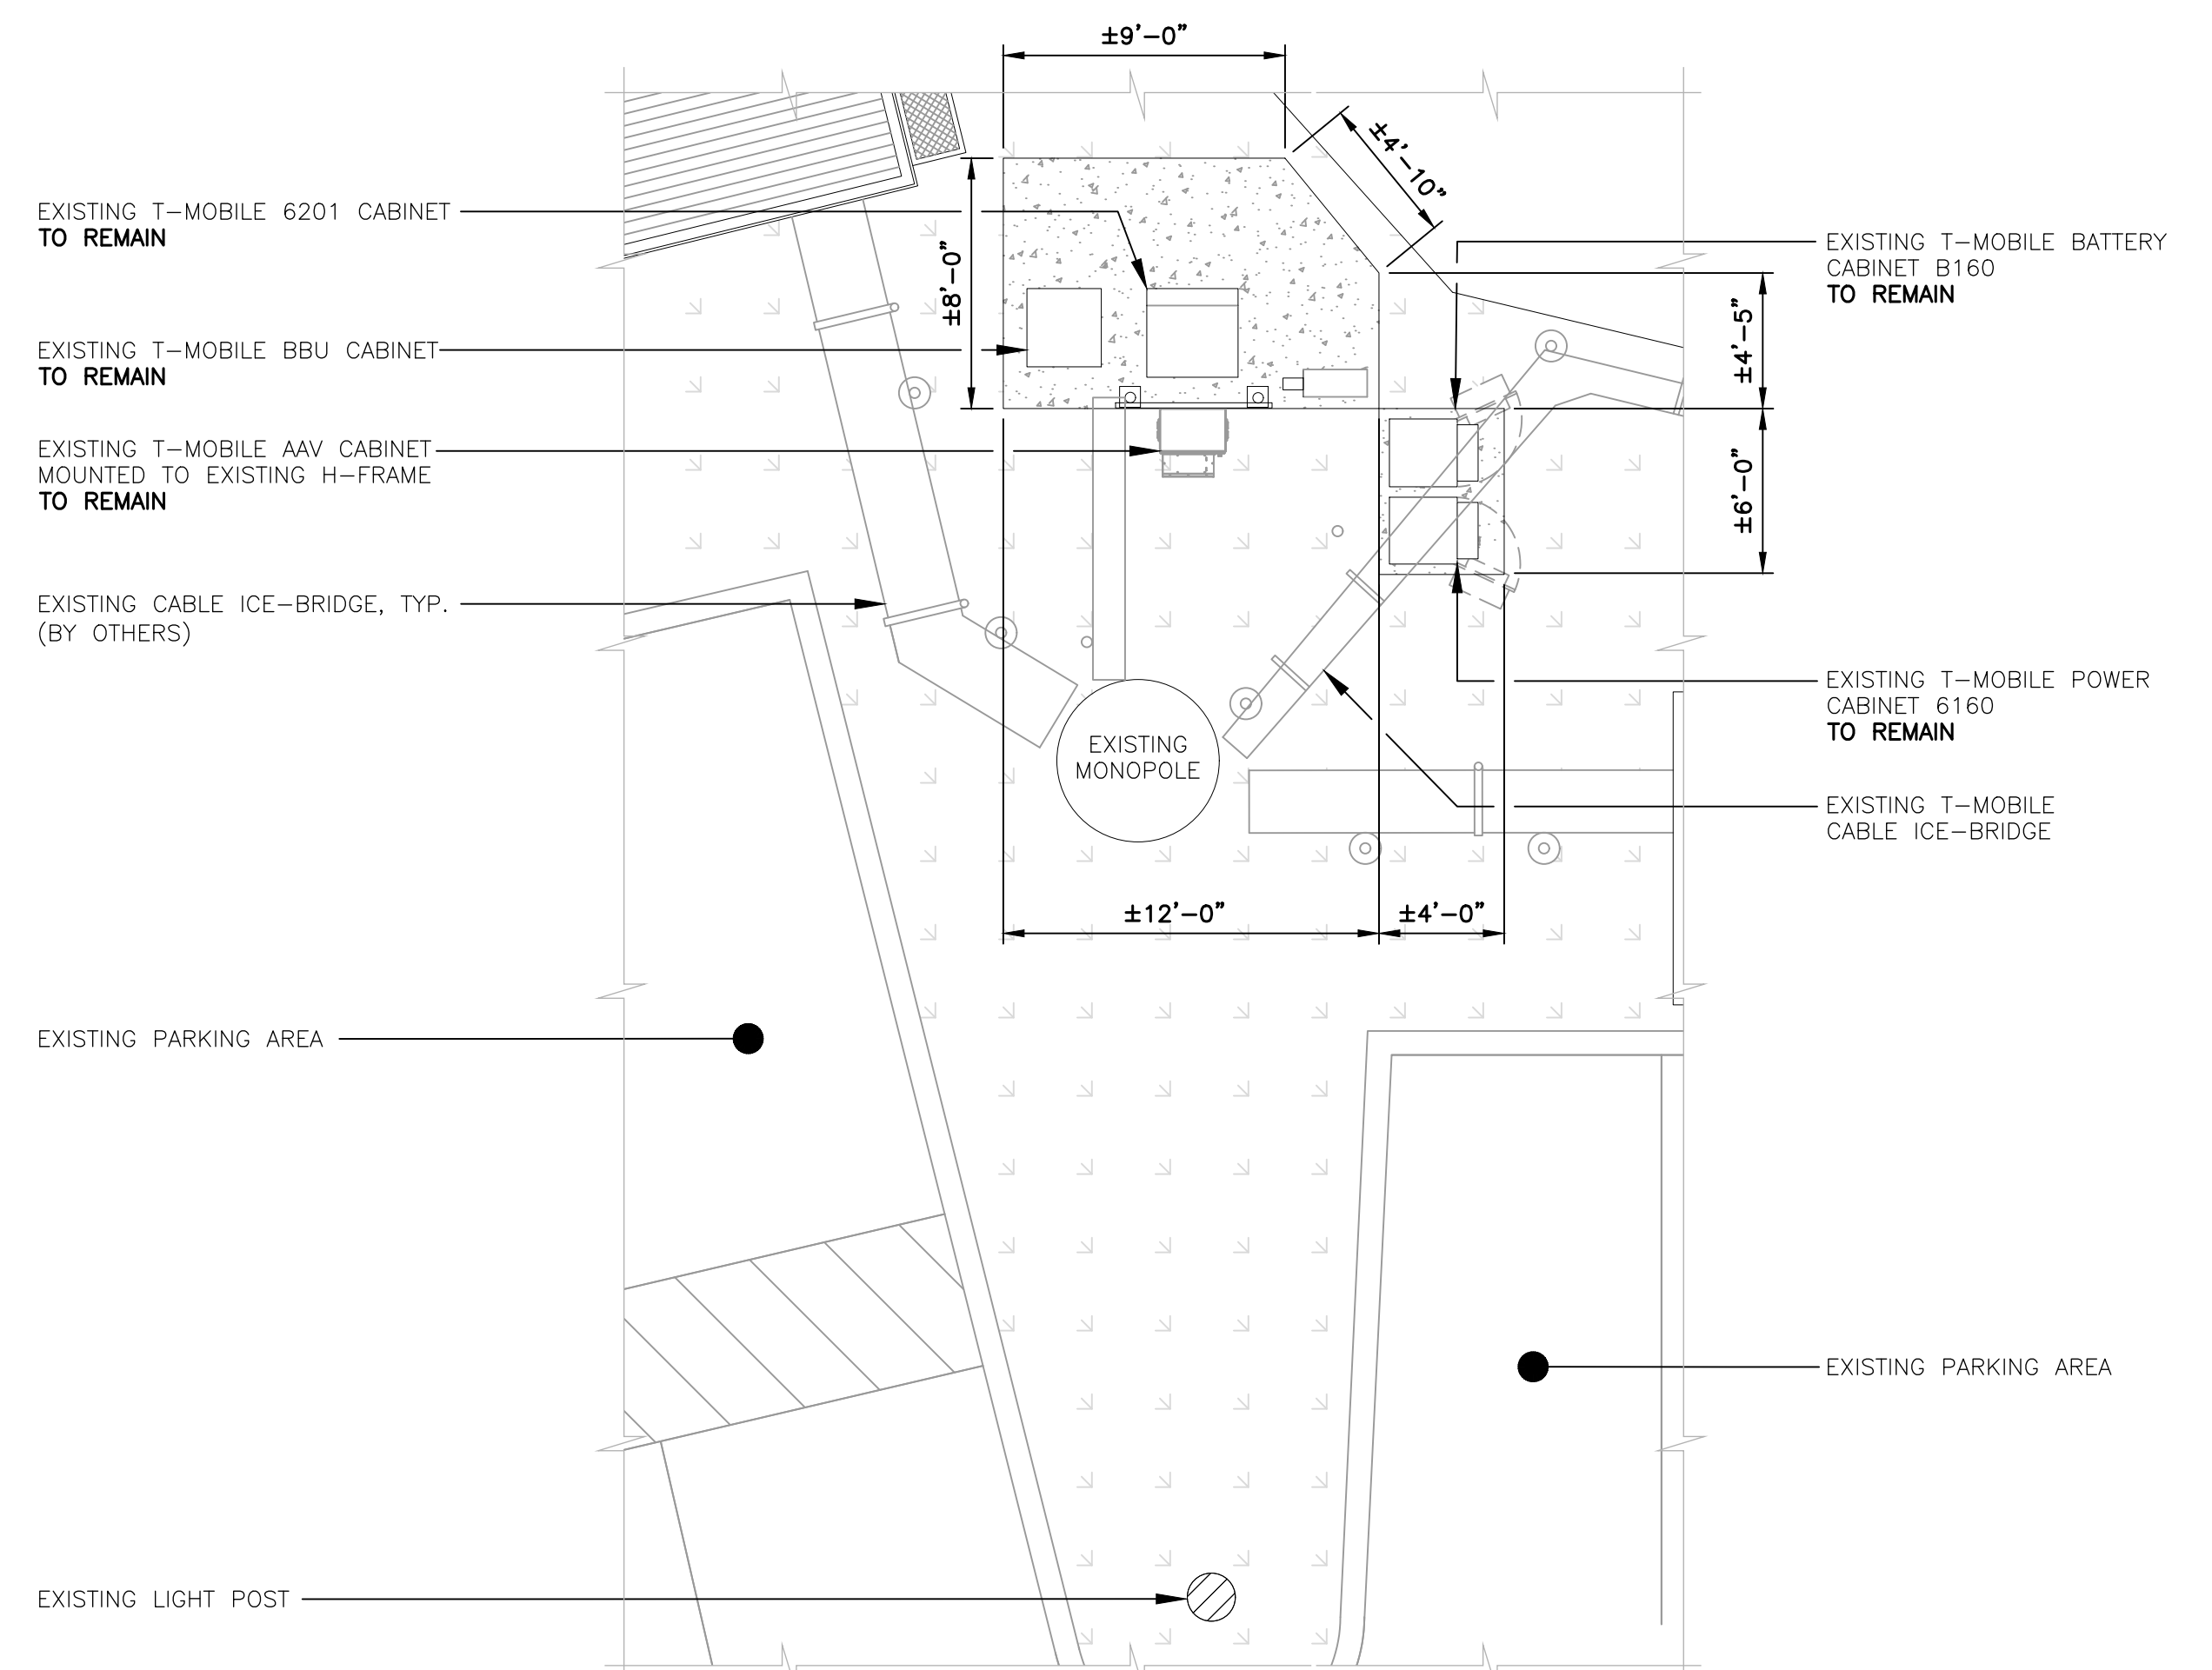 ±9'-0"
±4'-10"
EXISTING T-MOBILE 6201 CABINET
TO REMAIN
±8'-0"
EXISTING T-MOBILE BATTERY
CABINET B160
TO REMAIN
±4'-5"
EXISTING T-MOBILE BBU CABINET
TO REMAIN
EXISTING T-MOBILE AAV CABINET
MOUNTED TO EXISTING H-FRAME
TO REMAIN
±6'-0"
EXISTING CABLE ICE-BRIDGE, TYP.
(BY OTHERS)
EXISTING T-MOBILE POWER
CABINET 6160
TO REMAIN
EXISTING
MONOPOLE
EXISTING T-MOBILE
CABLE ICE-BRIDGE
±12'-0"
±4'-0"
EXISTING PARKING AREA
EXISTING PARKING AREA
EXISTING LIGHT POST